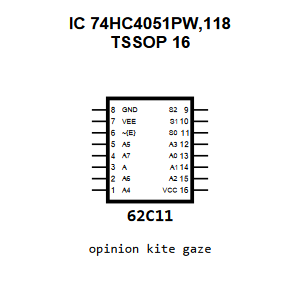 IC 74HC4051PW,118
TSSOP 16
8 GND S2 9
7 VEE S1 10
6 ~{E} S0 11
5 A5 A3 12
4 A7 A0 13
3 A A1 14
2 A6 A2 15
1 A4 VCC 16
62C11
opinion kite gaze